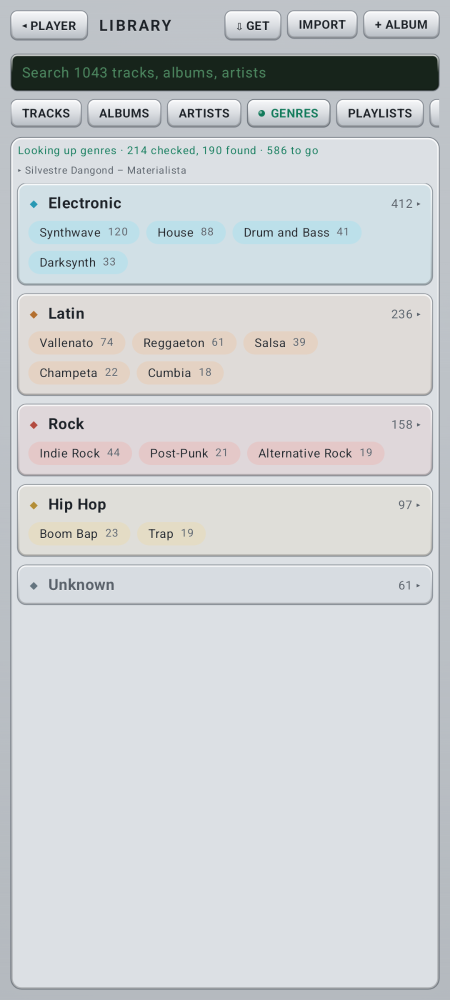 ◂ PLAYER LIBRARY ⇩ GET IMPORT + ALBUM
Search 1043 tracks, albums, artists
TRACKS ALBUMS ARTISTS GENRES PLAYLISTS
Looking up genres · 214 checked, 190 found · 586 to go
▸ Silvestre Dangond – Materialista
◆ Electronic 412 ▸
Synthwave 120 House 88 Drum and Bass 41
Darksynth 33
◆ Latin 236 ▸
Vallenato 74 Reggaeton 61 Salsa 39
Champeta 22 Cumbia 18
◆ Rock 158 ▸
Indie Rock 44 Post-Punk 21 Alternative Rock 19
◆ Hip Hop 97 ▸
Boom Bap 23 Trap 19
◆ Unknown 61 ▸